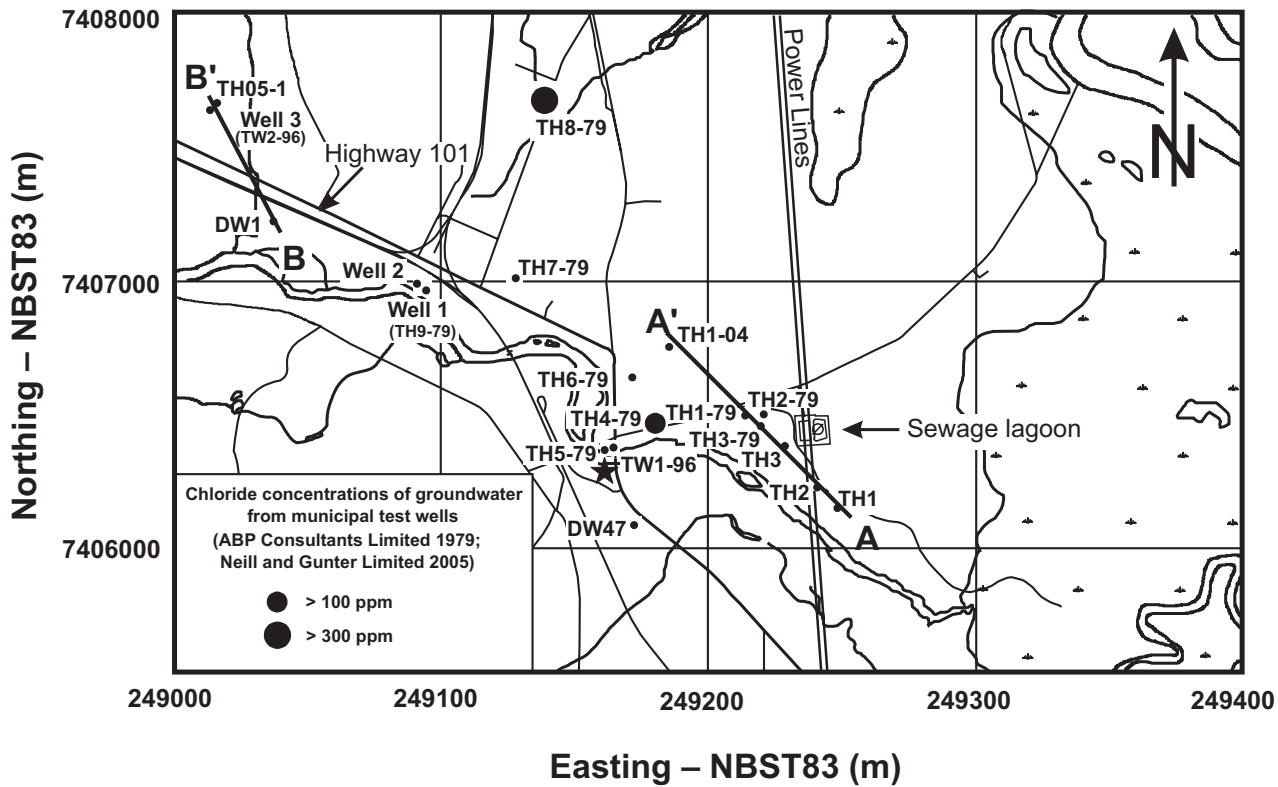 7408000
7407000
7406000
Northing – NBST83 (m)
B'
TH05-1
Well 3
(TW2-96)
Highway 101
TH8-79
Power Lines
N
DW1
B
Well 2
TH7-79
Well 1
(TH9-79)
A'
TH1-04
TH6-79
TH2-79
TH4-79
TH1-79
Sewage lagoon
TH3-79
TH5-79
TH3
TW1-96
TH2
TH1
DW47
A
Chloride concentrations of groundwater
from municipal test wells
(ABP Consultants Limited 1979;
Neill and Gunter Limited 2005)
> 100 ppm
> 300 ppm
249000
249100
249200
249300
249400
Easting – NBST83 (m)